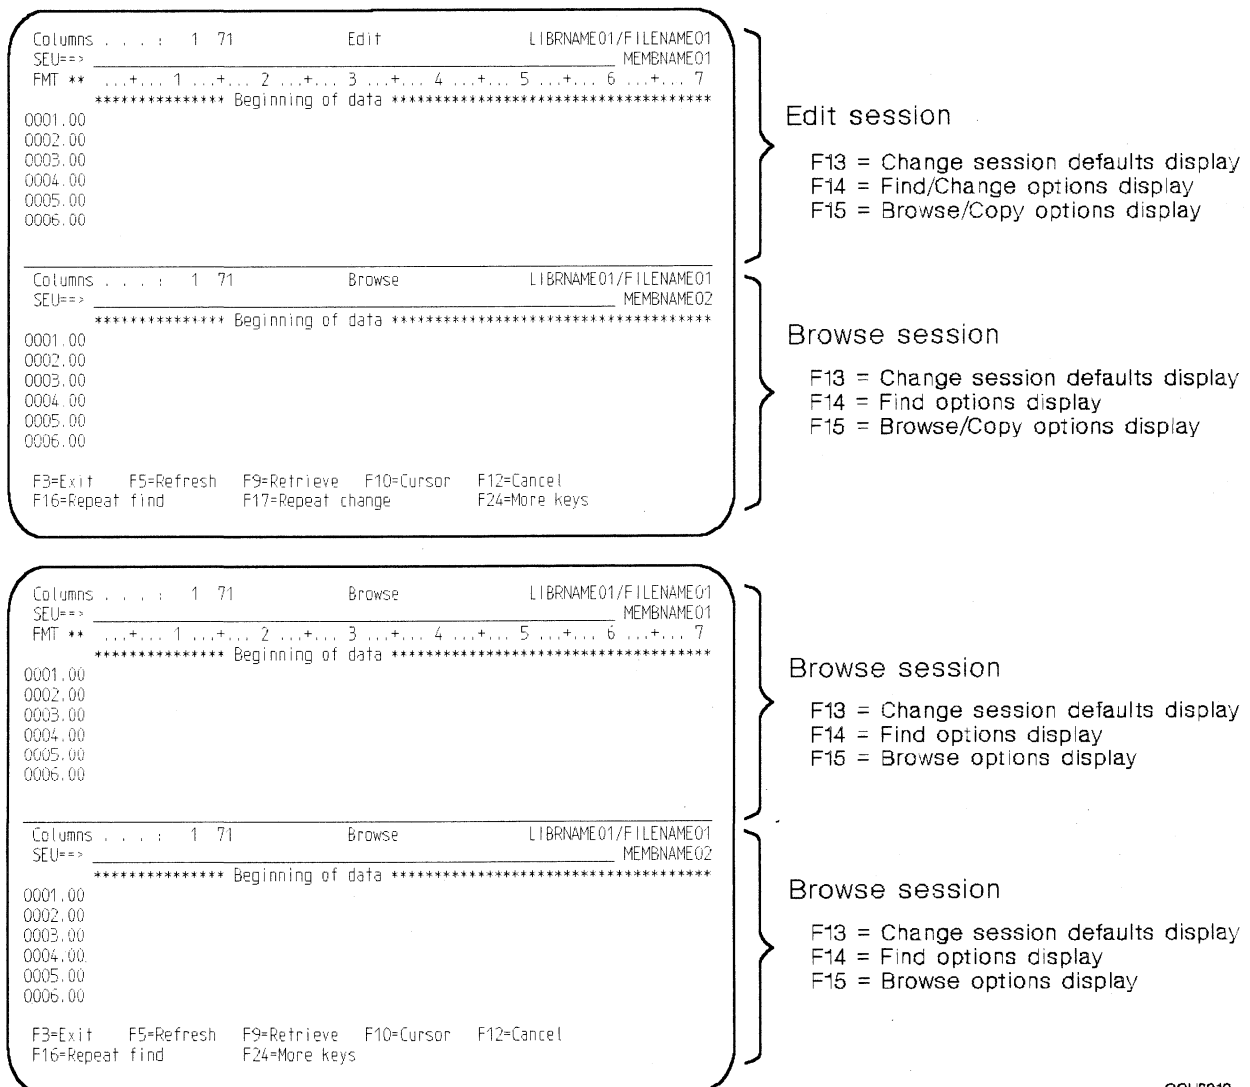 Columns . . . : 1 71 Edit LIBRNAME01/FILENAME01
SEU==> MEMBNAME01
FMT ** ...+... 1 ...+... 2 ...+... 3 ...+... 4 ...+... 5 ...+... 6 ...+... 7
*************** Beginning of data *************************************
0001.00
0002.00
0003.00
0004.00
0005.00
0006.00
Edit session
F13 = Change session defaults display
F14 = Find/Change options display
F15 = Browse/Copy options display
Columns . . . : 1 71 Browse LIBRNAME01/FILENAME01
SEU==> MEMBNAME02
*************** Beginning of data *************************************
0001.00
0002.00
0003.00
0004.00
0005.00
0006.00
F3=Exit F5=Refresh F9=Retrieve F10=Cursor F12=Cancel
F16=Repeat find F17=Repeat change F24=More keys
Browse session
F13 = Change session defaults display
F14 = Find options display
F15 = Browse/Copy options display
Columns . . . : 1 71 Browse LIBRNAME01/FILENAME01
SEU==> MEMBNAME01
FMT ** ...+... 1 ...+... 2 ...+... 3 ...+... 4 ...+... 5 ...+... 6 ...+... 7
*************** Beginning of data *************************************
0001.00
0002.00
0003.00
0004.00
0005.00
0006.00
Browse session
F13 = Change session defaults display
F14 = Find options display
F15 = Browse options display
Columns . . . : 1 71 Browse LIBRNAME01/FILENAME01
SEU==> MEMBNAME02
*************** Beginning of data *************************************
0001.00
0002.00
0003.00
0004.00
0005.00
0006.00
F3=Exit F5=Refresh F9=Retrieve F10=Cursor F12=Cancel
F16=Repeat find F24=More keys
Browse session
F13 = Change session defaults display
F14 = Find options display
F15 = Browse options display